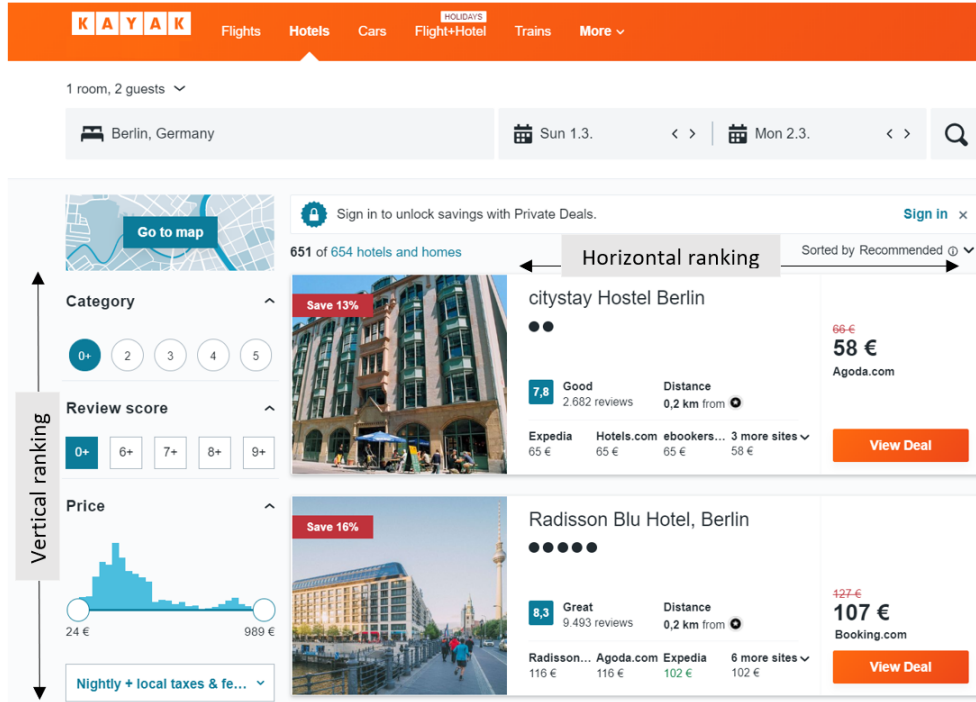 KAYAK
Flights
Hotels
Cars
HOLIDAYS
Flight+Hotel
Trains
More
1 room, 2 guests
Berlin, Germany
Sun 1.3.
Mon 2.3.
Go to map
Sign in to unlock savings with Private Deals.
Sign in
651 of 654 hotels and homes
Horizontal ranking
Sorted by Recommended
Vertical ranking
Category
0+ 2 3 4 5
Review score
0+ 6+ 7+ 8+ 9+
Price
24 € 989 €
Nightly + local taxes & fe...
Save 13%
citystay Hostel Berlin
7,8
Good
2.682 reviews
Distance
0,2 km from
Expedia Hotels.com ebookers... 3 more sites
65 € 65 € 65 € 58 €
66 €
58 €
Agoda.com
View Deal
Save 16%
Radisson Blu Hotel, Berlin
8,3
Great
9.493 reviews
Distance
0,2 km from
Radisson... Agoda.com Expedia 6 more sites
116 € 116 € 102 € 102 €
127 €
107 €
Booking.com
View Deal